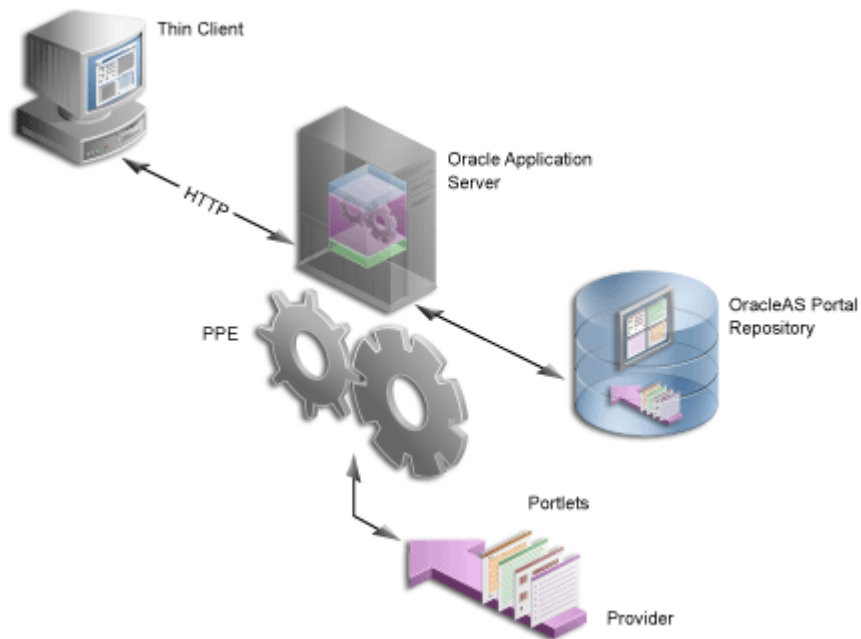 Thin Client
HTTP
Oracle Application
Server
PPE
OracleAS Portal
Repository
Portlets
Provider